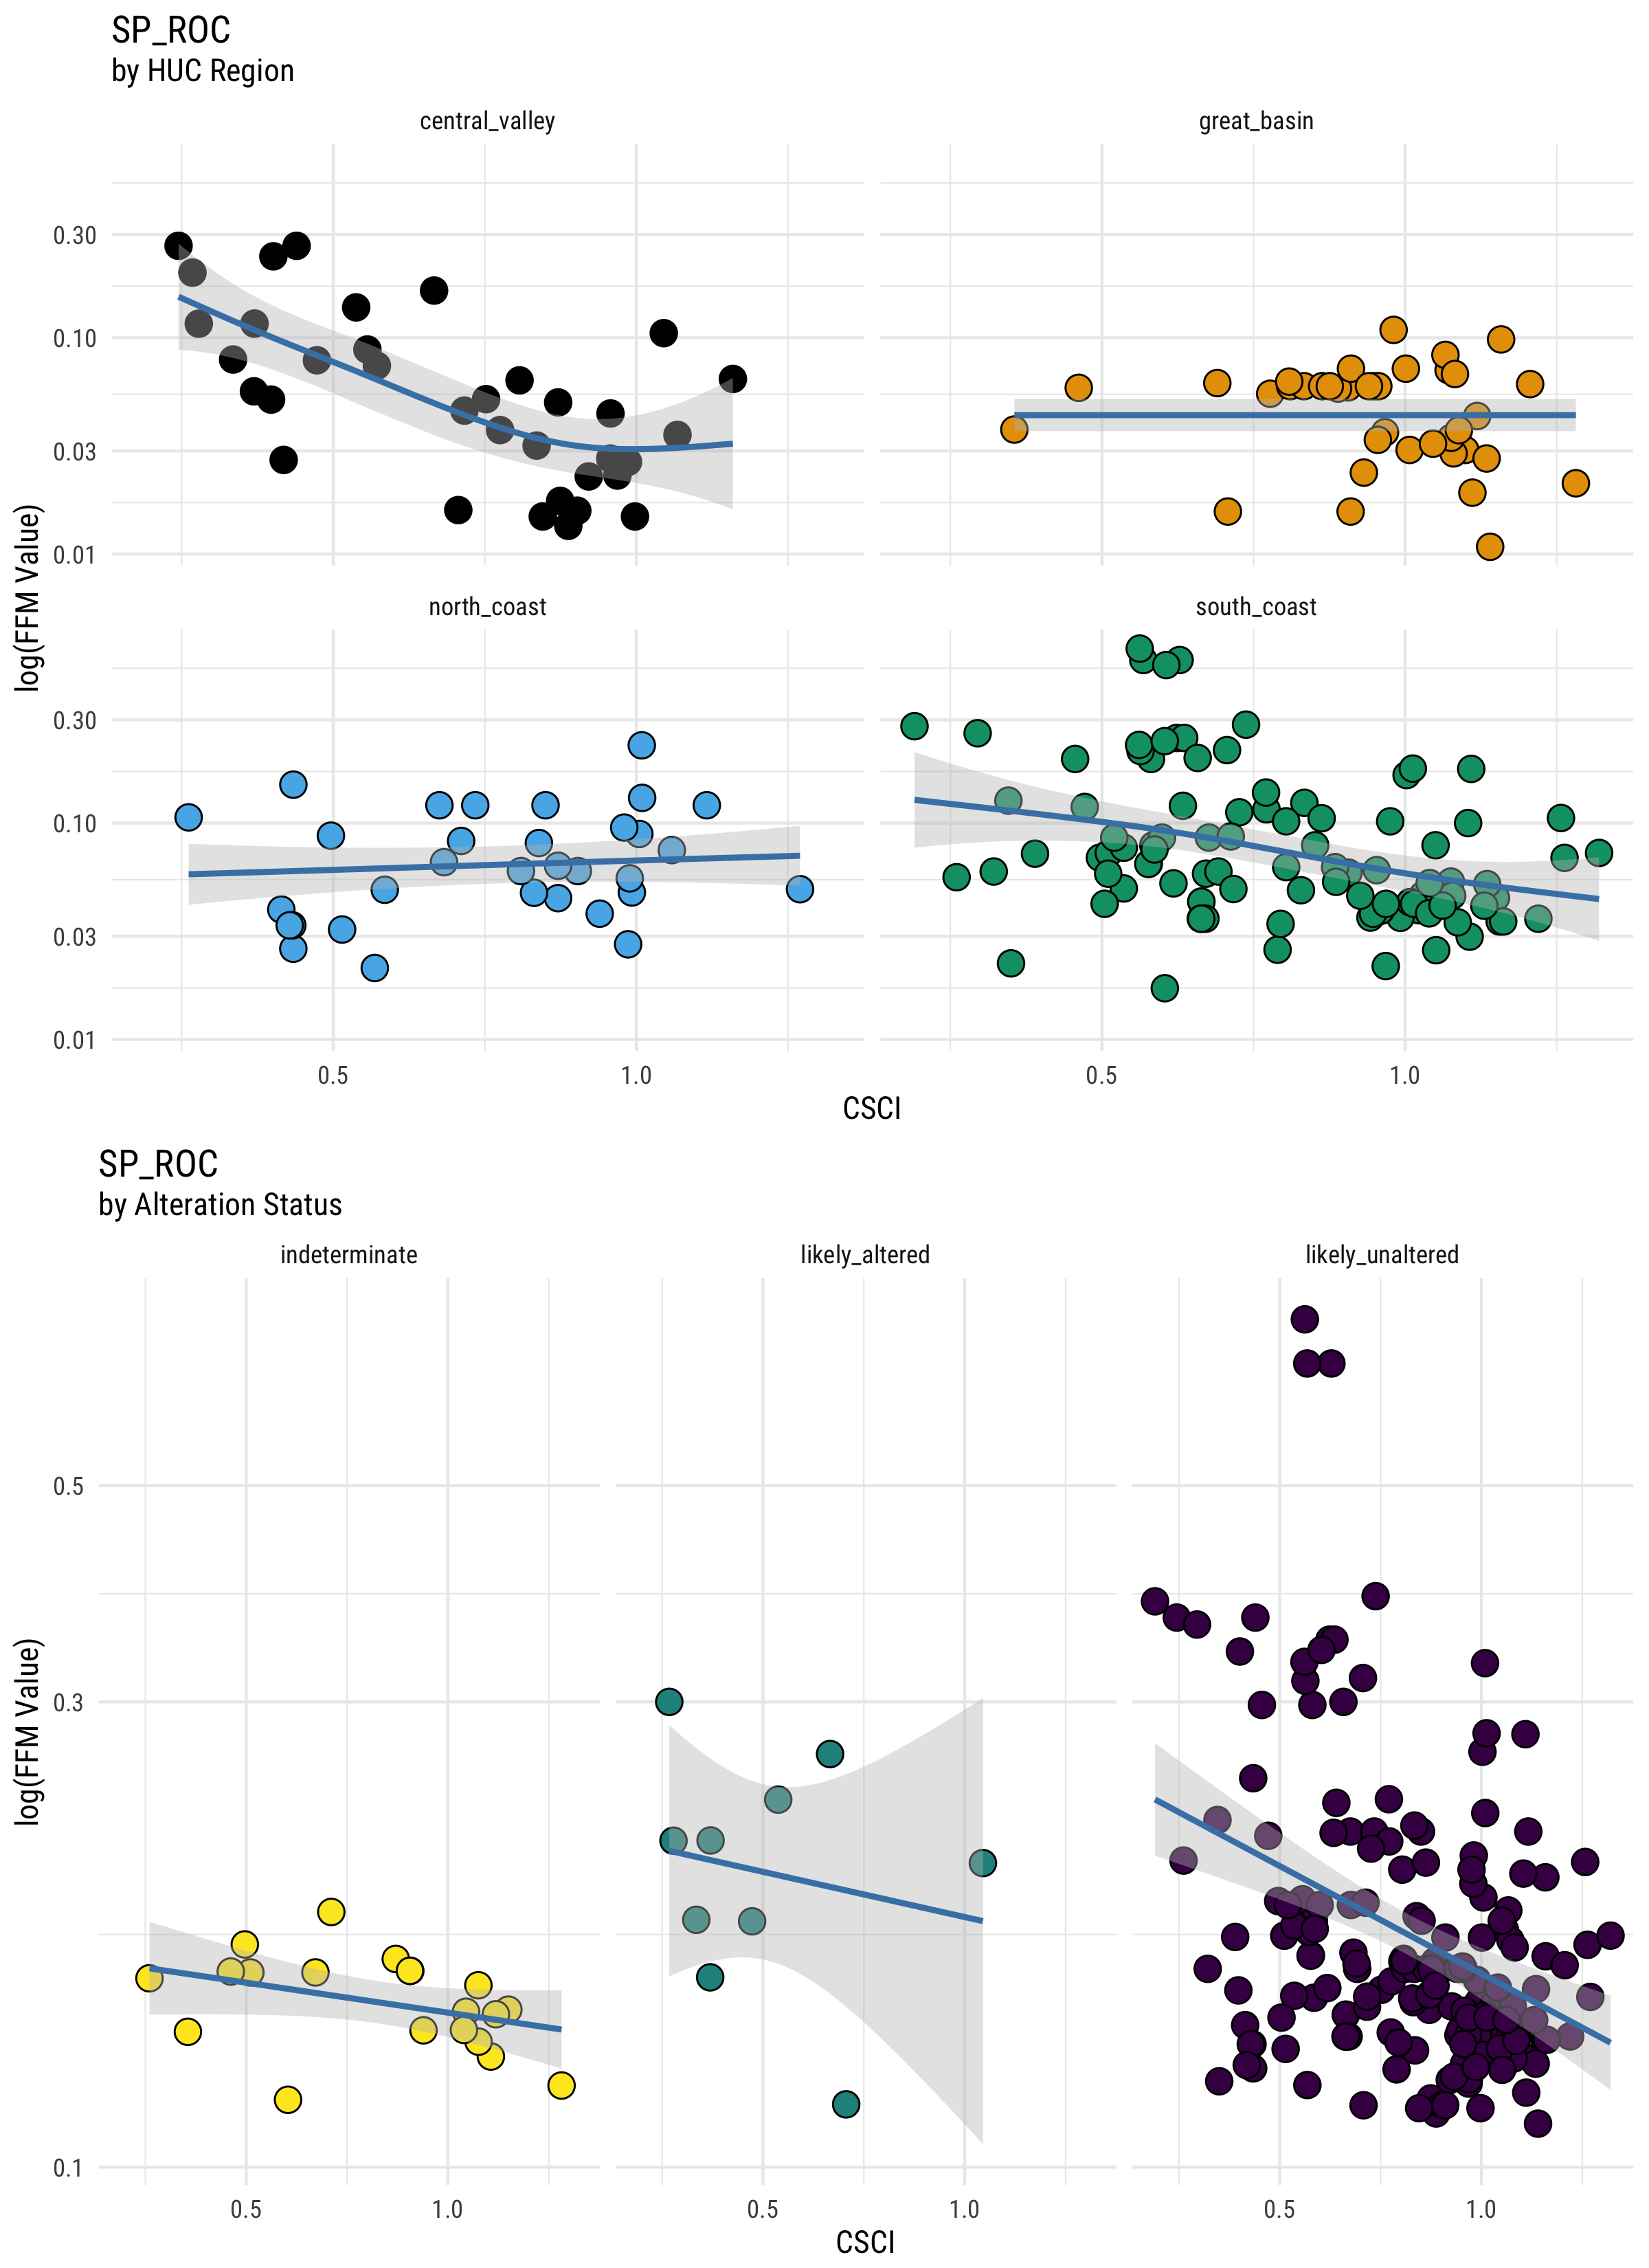 SP_ROC
by HUC Region
central_valley
great_basin
0.30
0.10
0.03
0.01
north_coast
south_coast
0.30
0.10
0.03
0.01
log(FFM Value)
0.5
1.0
0.5
1.0
CSCI
SP_ROC
by Alteration Status
indeterminate
likely_altered
likely_unaltered
0.5
0.3
0.1
log(FFM Value)
0.5
1.0
0.5
1.0
0.5
1.0
CSCI